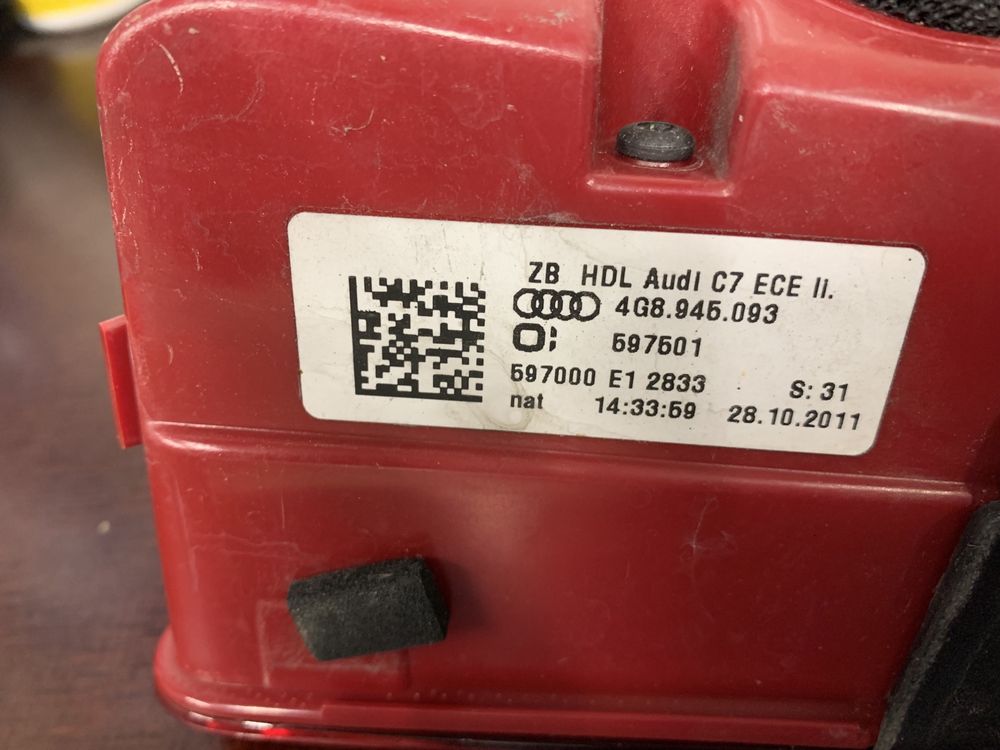 ZB HDL Audi C7 ECE II.
4G8.945.093
597501
597000 E1 2833 S: 31
nat 14:33:59 28.10.2011